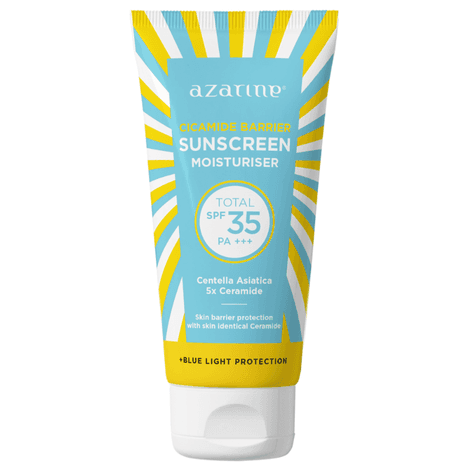 azarine®
CICAMIDE BARRIER
SUNSCREEN
MOISTURISER
TOTAL
SPF 35
PA +++
Centella Asiatica
5x Ceramide
Skin barrier protection
with skin identical Ceramide
+BLUE LIGHT PROTECTION